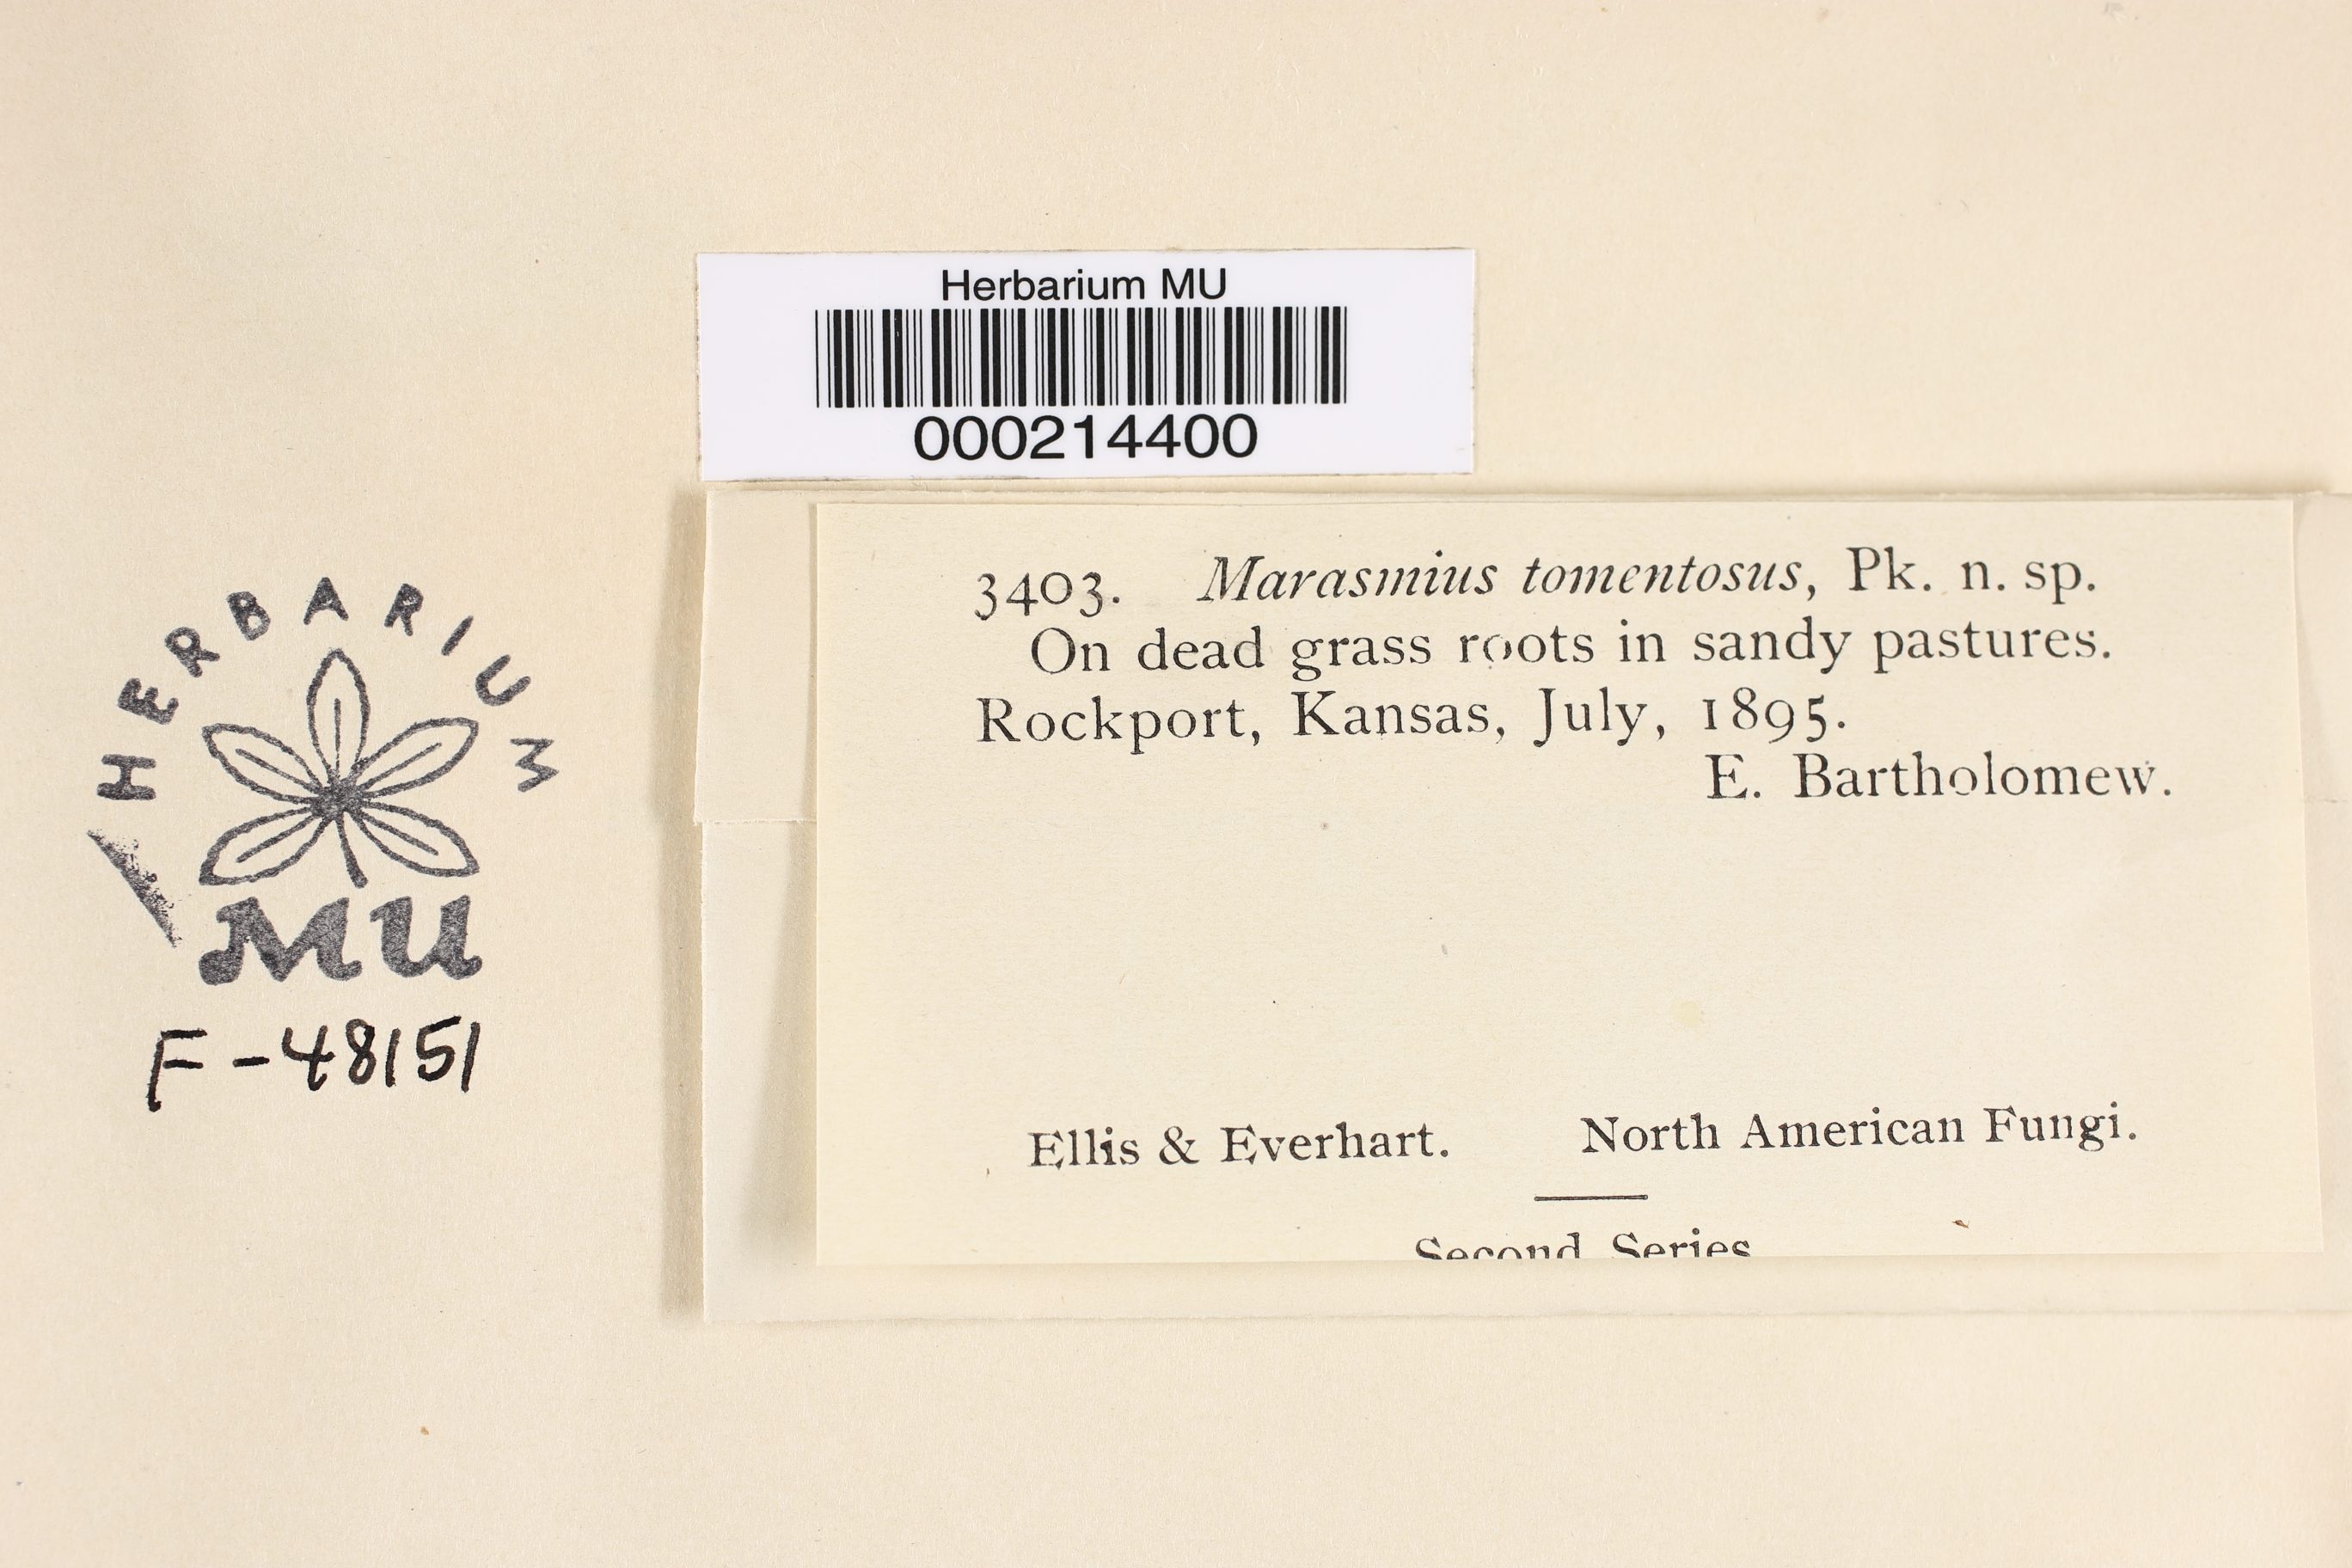 Herbarium MU
000214400
3403. Marasmius tomentosus, Pk. n. sp.
On dead grass roots in sandy pastures.
Rockport, Kansas, July, 1895.
E. Bartholomew.
Ellis & Everhart. North American Fungi.
Second Series
HERBARIUM
MU
F-48151